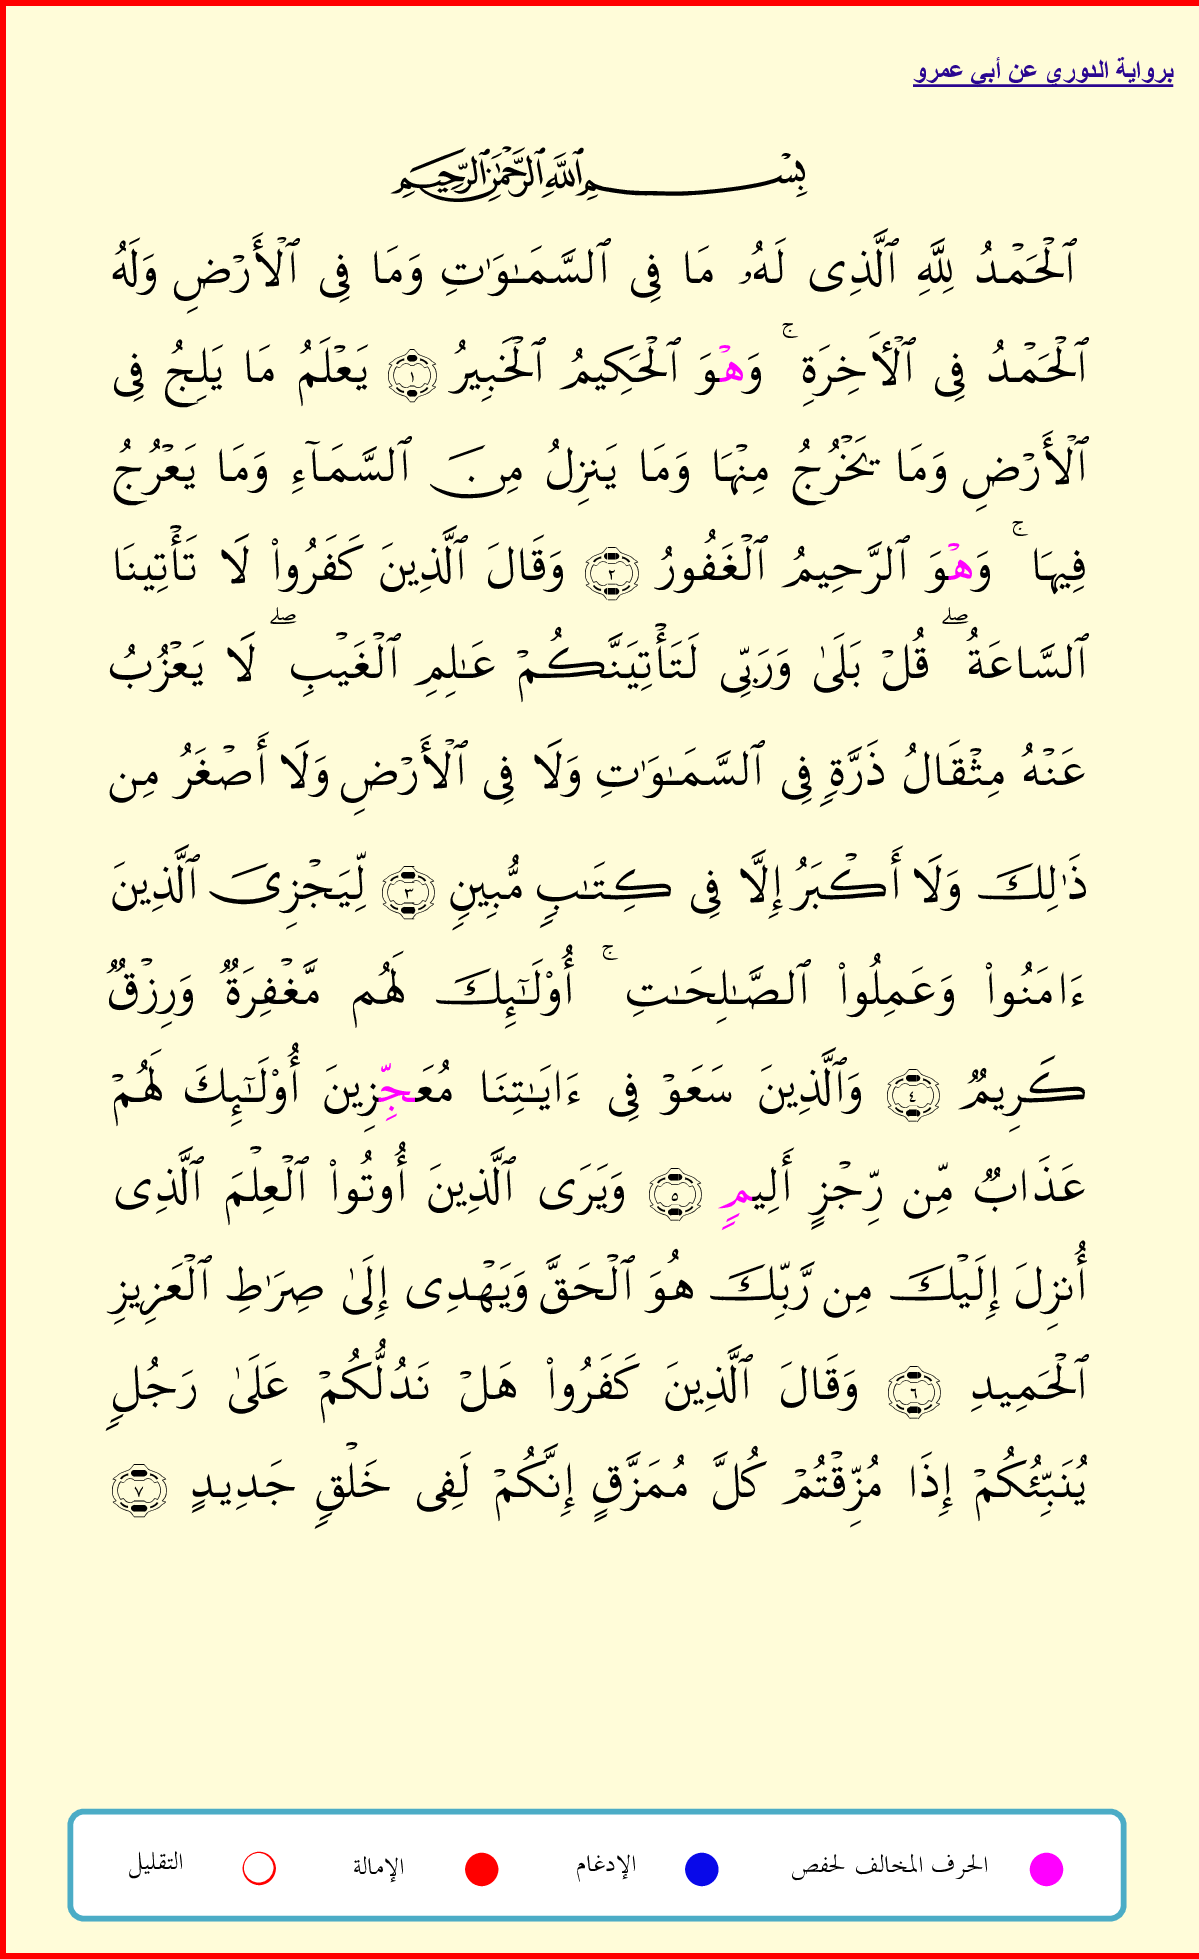 برواية الدوري عن أبي عمرو
بِسْمِ ٱللَّهِ ٱلرَّحْمَٰنِ ٱلرَّحِيمِ
ٱلْحَمْدُ لِلَّهِ ٱلَّذِى لَهُۥ مَا فِى ٱلسَّمَٰوَٰتِ وَمَا فِى ٱلْأَرْضِ وَلَهُ
ٱلْحَمْدُ فِى ٱلْأَخِرَةِ ۚ وَهْوَ ٱلْحَكِيمُ ٱلْخَبِيرُ ١ يَعْلَمُ مَا يَلِجُ فِى
ٱلْأَرْضِ وَمَا يَخْرُجُ مِنْهَا وَمَا يَنزِلُ مِنَ ٱلسَّمَآءِ وَمَا يَعْرُجُ
فِيهَا ۚ وَهْوَ ٱلرَّحِيمُ ٱلْغَفُورُ ٢ وَقَالَ ٱلَّذِينَ كَفَرُوا۟ لَا تَأْتِينَا
ٱلسَّاعَةُ ۖ قُلْ بَلَىٰ وَرَبِّى لَتَأْتِيَنَّكُمْ عَٰلِمِ ٱلْغَيْبِ ۖ لَا يَعْزُبُ
عَنْهُ مِثْقَالُ ذَرَّةٍ فِى ٱلسَّمَٰوَٰتِ وَلَا فِى ٱلْأَرْضِ وَلَا أَصْغَرُ مِن
ذَٰلِكَ وَلَا أَكْبَرُ إِلَّا فِى كِتَٰبٍ مُّبِينٍ ٣ لِّيَجْزِىَ ٱلَّذِينَ
ءَامَنُوا۟ وَعَمِلُوا۟ ٱلصَّٰلِحَٰتِ ۚ أُو۟لَٰٓئِكَ لَهُم مَّغْفِرَةٌ وَرِزْقٌ
كَرِيمٌ ٤ وَٱلَّذِينَ سَعَوْ فِى ءَايَٰتِنَا مُعَجِّزِينَ أُو۟لَٰٓئِكَ لَهُمْ
عَذَابٌ مِّن رِّجْزٍ أَلِيمٍ ٥ وَيَرَى ٱلَّذِينَ أُوتُوا۟ ٱلْعِلْمَ ٱلَّذِى
أُنزِلَ إِلَيْكَ مِن رَّبِّكَ هُوَ ٱلْحَقَّ وَيَهْدِى إِلَىٰ صِرَٰطِ ٱلْعَزِيزِ
ٱلْحَمِيدِ ٦ وَقَالَ ٱلَّذِينَ كَفَرُوا۟ هَلْ نَدُلُّكُمْ عَلَىٰ رَجُلٍ
يُنَبِّئُكُمْ إِذَا مُزِّقْتُمْ كُلَّ مُمَزَّقٍ إِنَّكُمْ لَفِى خَلْقٍ جَدِيدٍ ٧
الحرف المخالف لحفص الإدغام الإمالة التقليل